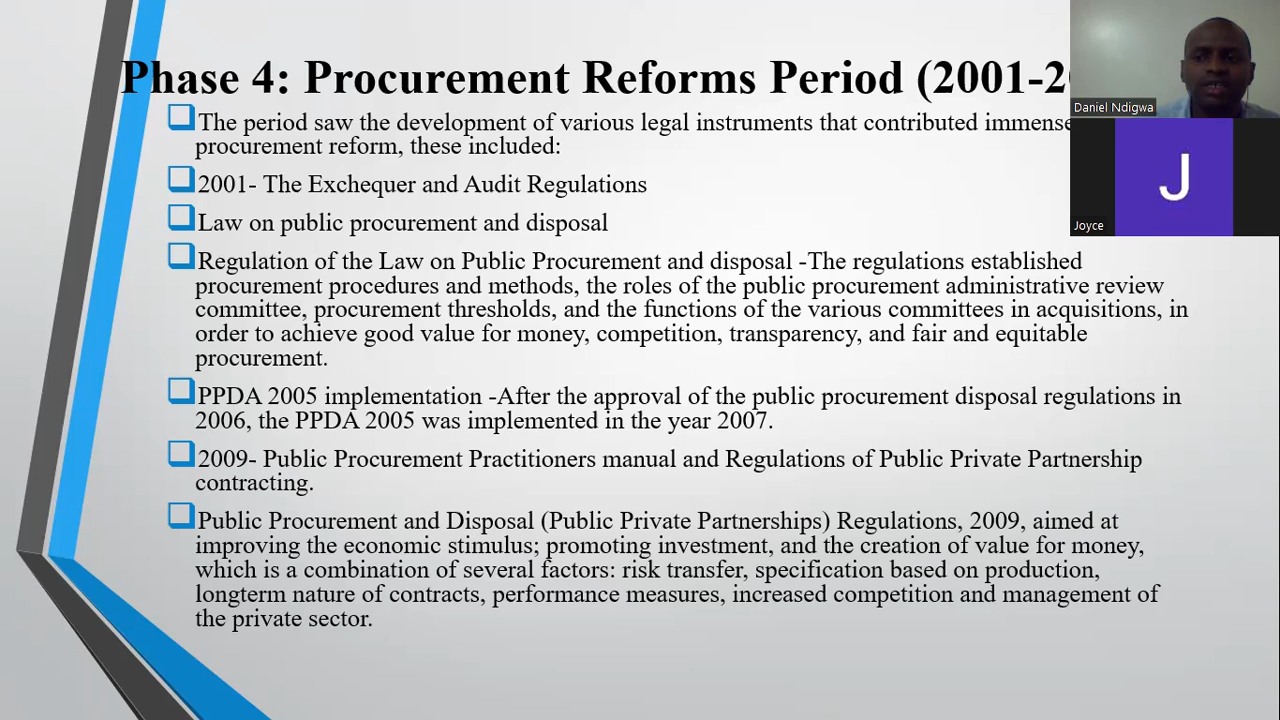 Phase 4: Procurement Reforms Period (2001-2
The period saw the development of various legal instruments that contributed
procurement reform, these included:
2001- The Exchequer and Audit Regulations
Law on public procurement and disposal
Regulation of the Law on Public Procurement and disposal -The regulations established
procurement procedures and methods, the roles of the public procurement administrative review
committee, procurement thresholds, and the functions of the various committees in acquisitions, in
order to achieve good value for money, competition, transparency, and fair and equitable
procurement.
PPDA 2005 implementation -After the approval of the public procurement disposal regulations in
2006, the PPDA 2005 was implemented in the year 2007.
2009- Public Procurement Practitioners manual and Regulations of Public Private Partnership
contracting.
Public Procurement and Disposal (Public Private Partnerships) Regulations, 2009, aimed at
improving the economic stimulus; promoting investment, and the creation of value for money,
which is a combination of several factors: risk transfer, specification based on production,
longterm nature of contracts, performance measures, increased competition and management of
the private sector.
Daniel Ndigwa
J
Joyce